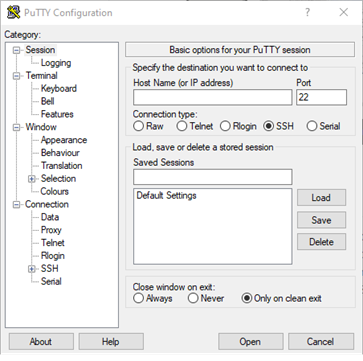 PuTTY Configuration
Category:
Session
Logging
Terminal
Keyboard
Bell
Features
Window
Appearance
Behaviour
Translation
Selection
Colours
Connection
Data
Proxy
Telnet
Rlogin
SSH
Serial
Basic options for your PuTTY session
Specify the destination you want to connect to
Host Name (or IP address) Port
22
Connection type:
Raw Telnet Rlogin SSH Serial
Load, save or delete a stored session
Saved Sessions
Default Settings
Load
Save
Delete
Close window on exit:
Always Never Only on clean exit
About Help Open Cancel